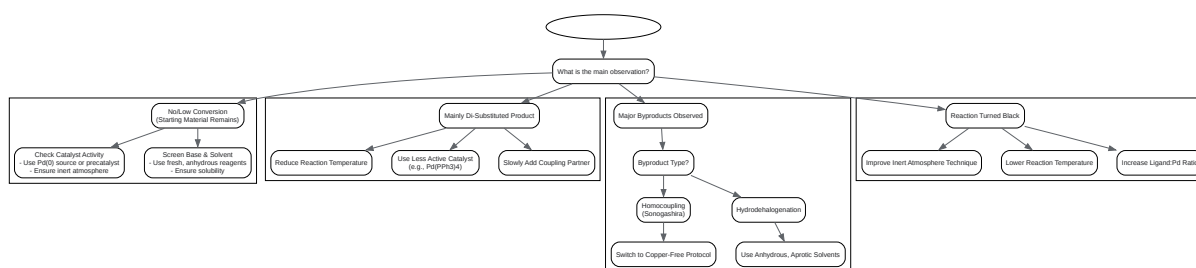 What is the main observation?
No/Low Conversion
(Starting Material Remains)
Check Catalyst Activity
- Use Pd(0) source or precatalyst
- Ensure inert atmosphere
Screen Base & Solvent
- Use fresh, anhydrous reagents
- Ensure solubility
Mainly Di-Substituted Product
Reduce Reaction Temperature
Use Less Active Catalyst
(e.g., Pd(PPh3)4)
Slowly Add Coupling Partner
Major Byproducts Observed
Byproduct Type?
Homocoupling
(Sonogashira)
Hydrodehalogenation
Switch to Copper-Free Protocol
Use Anhydrous, Aprotic Solvents
Reaction Turned Black
Improve Inert Atmosphere Technique
Lower Reaction Temperature
Increase Ligand:Pd Ratio